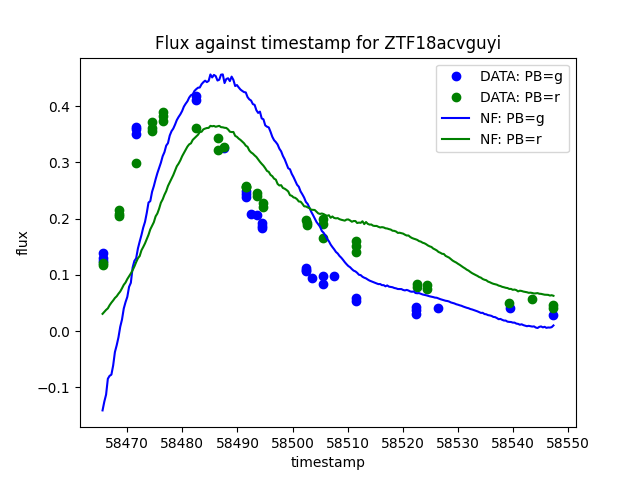 Flux against timestamp for ZTF18acvguyi
DATA: PB=g
DATA: PB=r
NF: PB=g
NF: PB=r
0.4
0.3
0.2
0.1
0.0
−0.1
flux
58470 58480 58490 58500 58510 58520 58530 58540 58550
timestamp